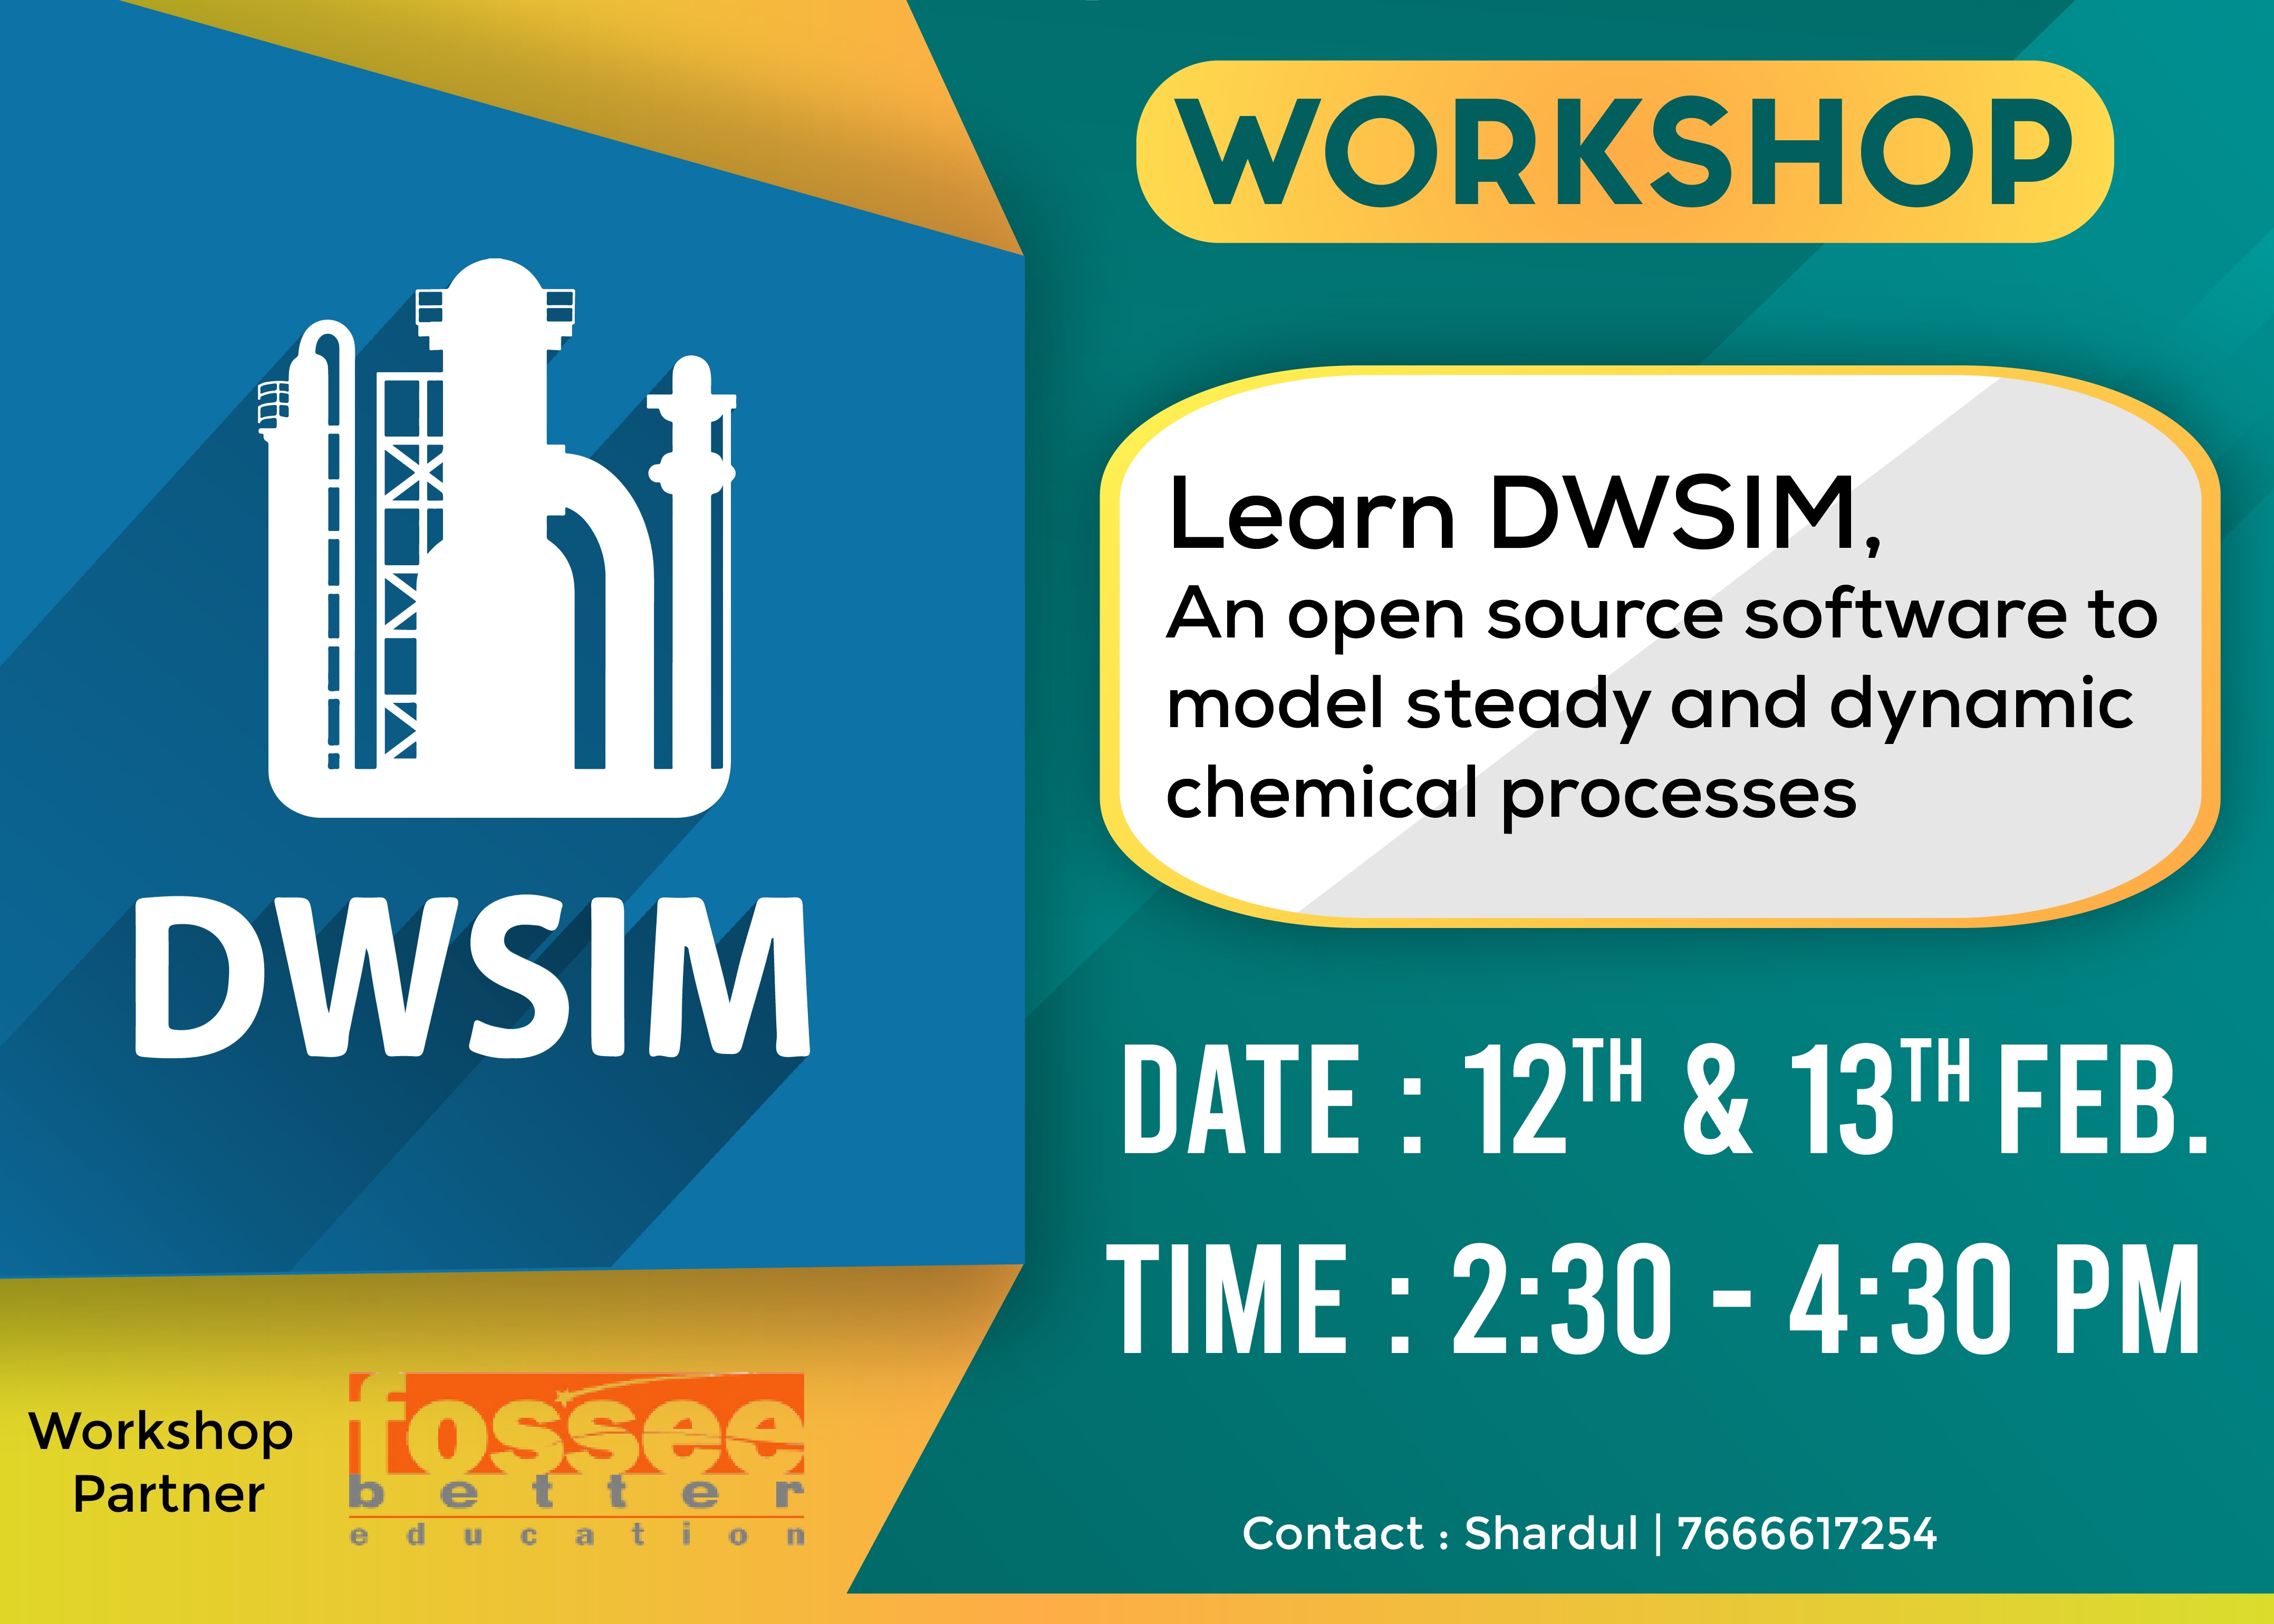 WORKSHOP
Learn DWSIM,
An open source software to
model steady and dynamic
chemical processes
DWSIM
DATE : 12TH & 13TH FEB.
TIME : 2:30 - 4:30 PM
Workshop
Partner
fossee
better
education
Contact : Shardul | 7666617254